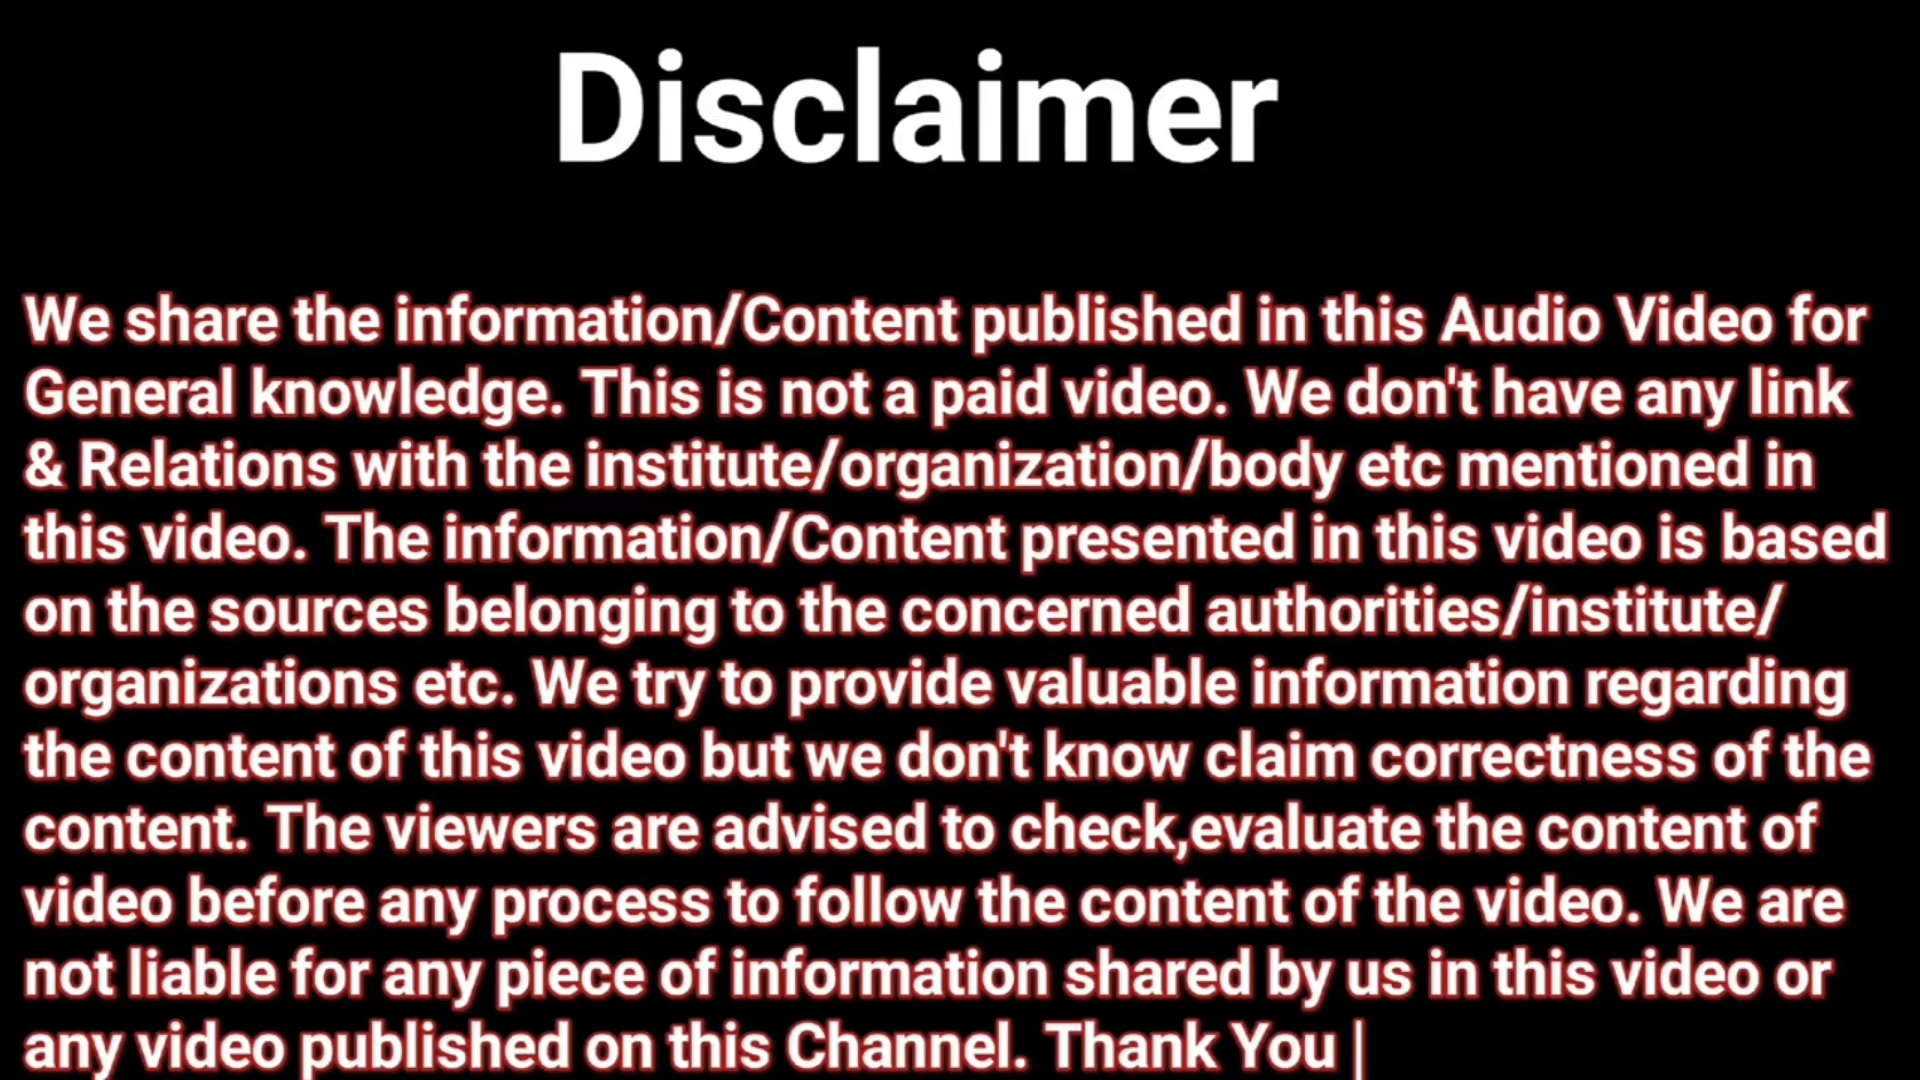 Disclaimer
We share the information/Content published in this Audio Video for
General knowledge. This is not a paid video. We don't have any link
& Relations with the institute/organization/body etc mentioned in
this video. The information/Content presented in this video is based
on the sources belonging to the concerned authorities/institute/
organizations etc. We try to provide valuable information regarding
the content of this video but we don't know claim correctness of the
content. The viewers are advised to check,evaluate the content of
video before any process to follow the content of the video. We are
not liable for any piece of information shared by us in this video or
any video published on this Channel. Thank You |